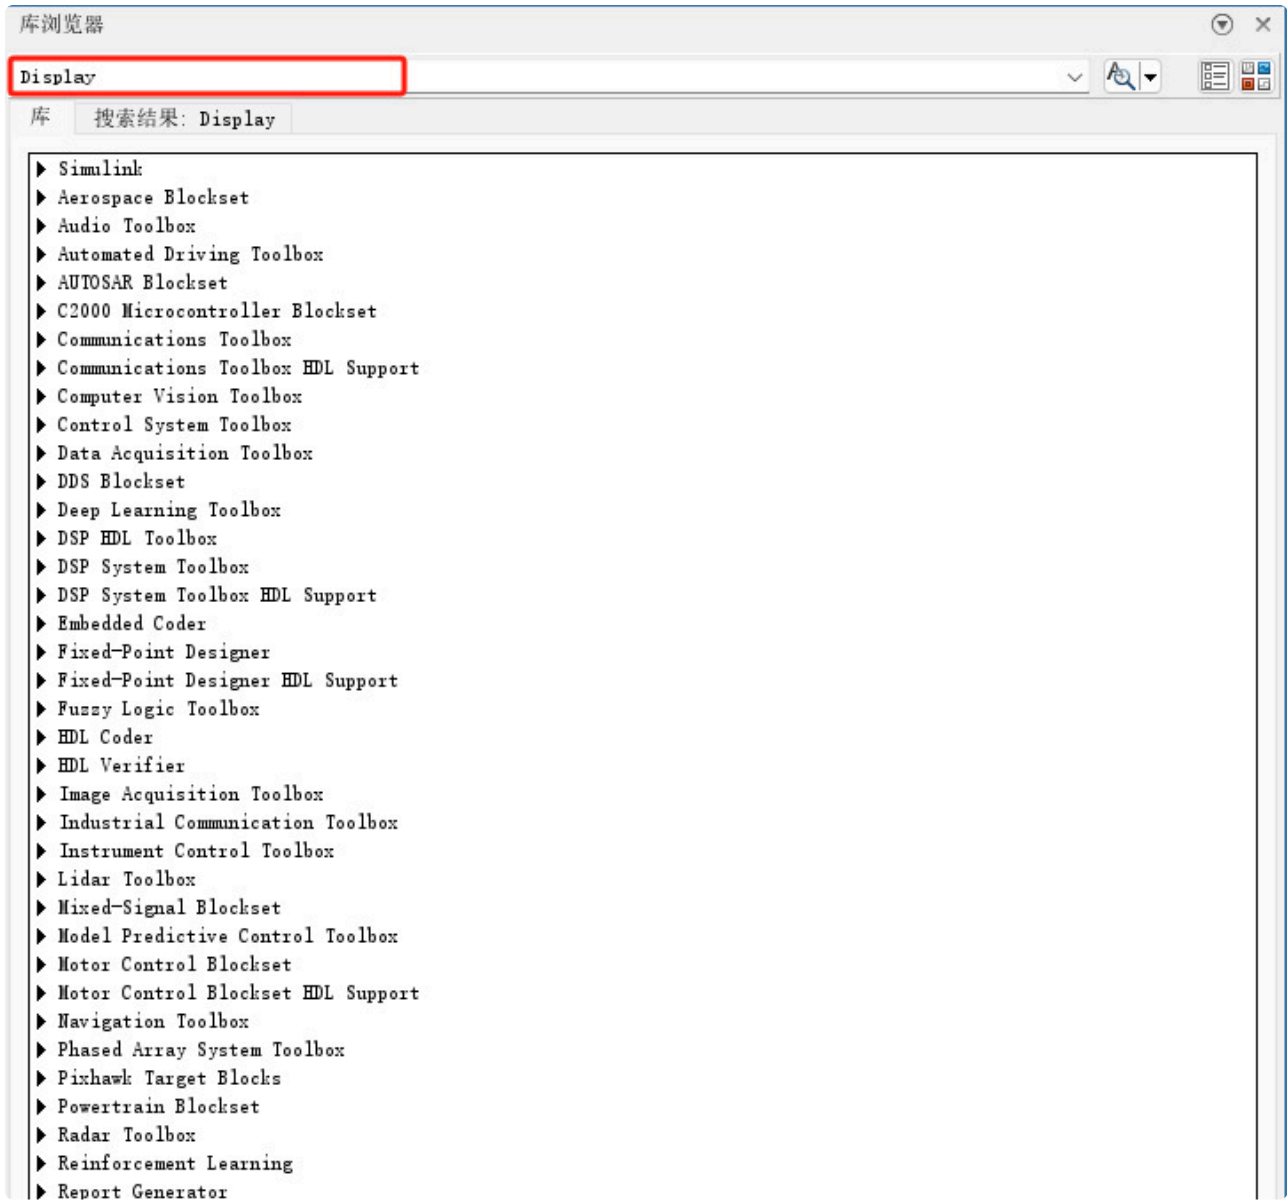 库浏览器
Display
库 搜索结果: Display
Simulink
Aerospace Blockset
Audio Toolbox
Automated Driving Toolbox
AUTOSAR Blockset
C2000 Microcontroller Blockset
Communications Toolbox
Communications Toolbox HDL Support
Computer Vision Toolbox
Control System Toolbox
Data Acquisition Toolbox
DDS Blockset
Deep Learning Toolbox
DSP HDL Toolbox
DSP System Toolbox
DSP System Toolbox HDL Support
Embedded Coder
Fixed-Point Designer
Fixed-Point Designer HDL Support
Fuzzy Logic Toolbox
HDL Coder
HDL Verifier
Image Acquisition Toolbox
Industrial Communication Toolbox
Instrument Control Toolbox
Lidar Toolbox
Mixed-Signal Blockset
Model Predictive Control Toolbox
Motor Control Blockset
Motor Control Blockset HDL Support
Navigation Toolbox
Phased Array System Toolbox
Pixhawk Target Blocks
Powertrain Blockset
Radar Toolbox
Reinforcement Learning
Report Generator